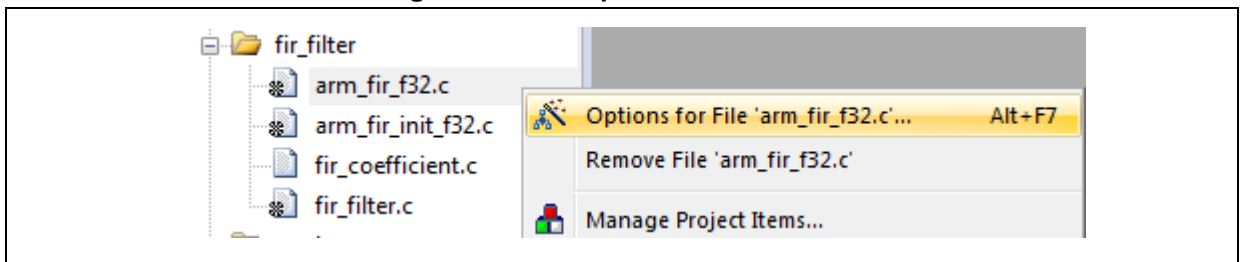 fir_filter
arm_fir_f32.c
Options for File 'arm_fir_f32.c'... Alt+F7
arm_fir_init_f32.c
Remove File 'arm_fir_f32.c'
fir_coefficient.c
fir_filter.c
Manage Project Items...